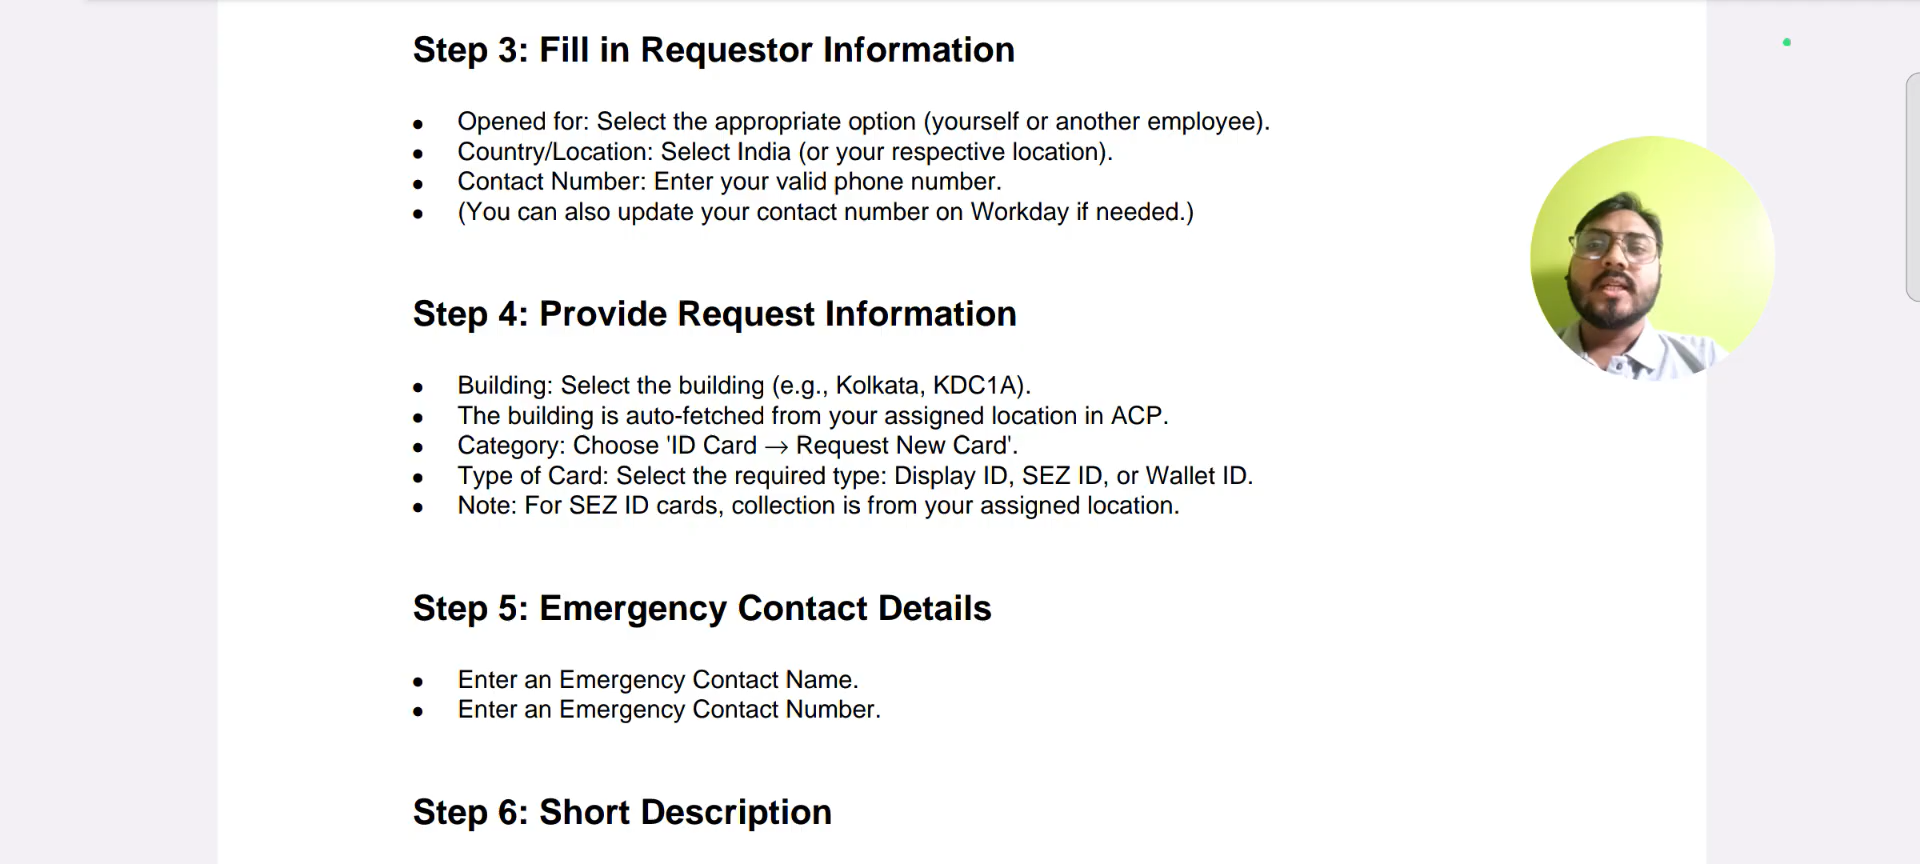 Step 3: Fill in Requestor Information
● Opened for: Select the appropriate option (yourself or another employee).
● Country/Location: Select India (or your respective location).
● Contact Number: Enter your valid phone number.
● (You can also update your contact number on Workday if needed.)
Step 4: Provide Request Information
● Building: Select the building (e.g., Kolkata, KDC1A).
● The building is auto-fetched from your assigned location in ACP.
● Category: Choose 'ID Card → Request New Card'.
● Type of Card: Select the required type: Display ID, SEZ ID, or Wallet ID.
● Note: For SEZ ID cards, collection is from your assigned location.
Step 5: Emergency Contact Details
● Enter an Emergency Contact Name.
● Enter an Emergency Contact Number.
Step 6: Short Description